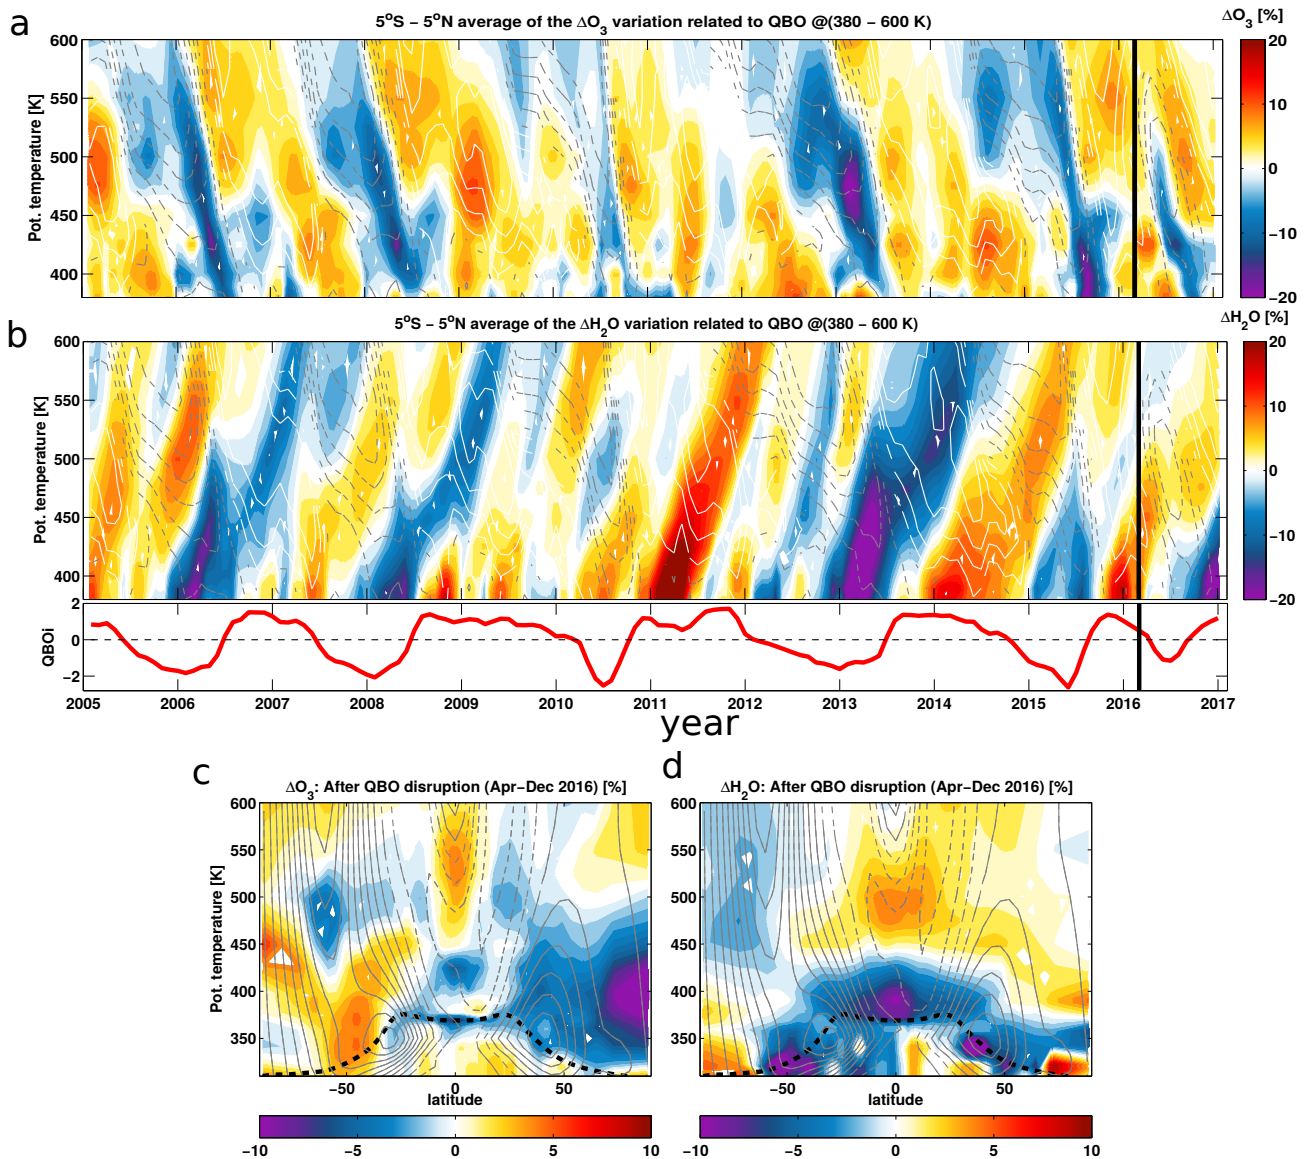 a
5°S − 5°N average of the ΔO3 variation related to QBO @(380 − 600 K)
ΔO3 [%]
600
550
500
450
400
Pot. temperature [K]
20
10
0
−10
−20
2006
2007
2008
b
5°S − 5°N average of the ΔH2O variation related to QBO @(380 − 600 K)
ΔH2O [%]
600
550
500
450
400
Pot. temperature [K]
20
10
0
−10
−20
2
0
−2
QBOi
2005 2006 2007 2008 2009 2010 2011 2012 2013 2014 2015 2016 2017
year
c
ΔO3: After QBO disruption (Apr−Dec 2016) [%]
600
550
500
450
400
350
Pot. temperature [K]
−50 0 50
latitude
−10 −5 0 5 10
d
ΔH2O: After QBO disruption (Apr−Dec 2016) [%]
600
550
500
450
400
350
−50 0 50
latitude
−10 −5 0 5 10